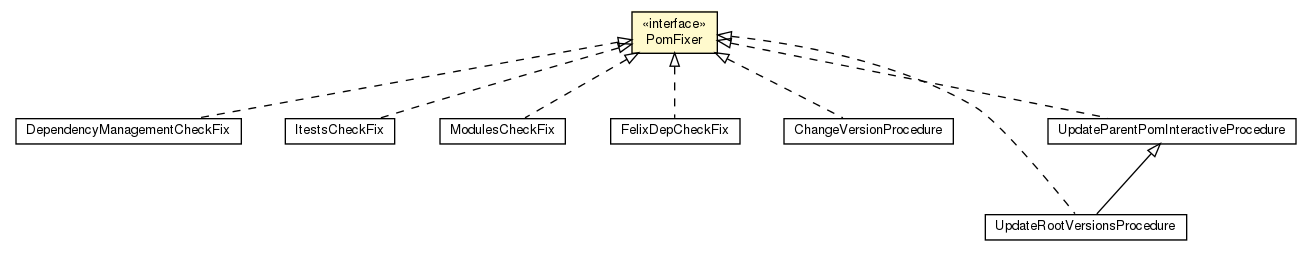 «interface»
PomFixer
DependencyManagementCheckFix
ItestsCheckFix
ModulesCheckFix
FelixDepCheckFix
ChangeVersionProcedure
UpdateParentPomInteractiveProcedure
UpdateRootVersionsProcedure